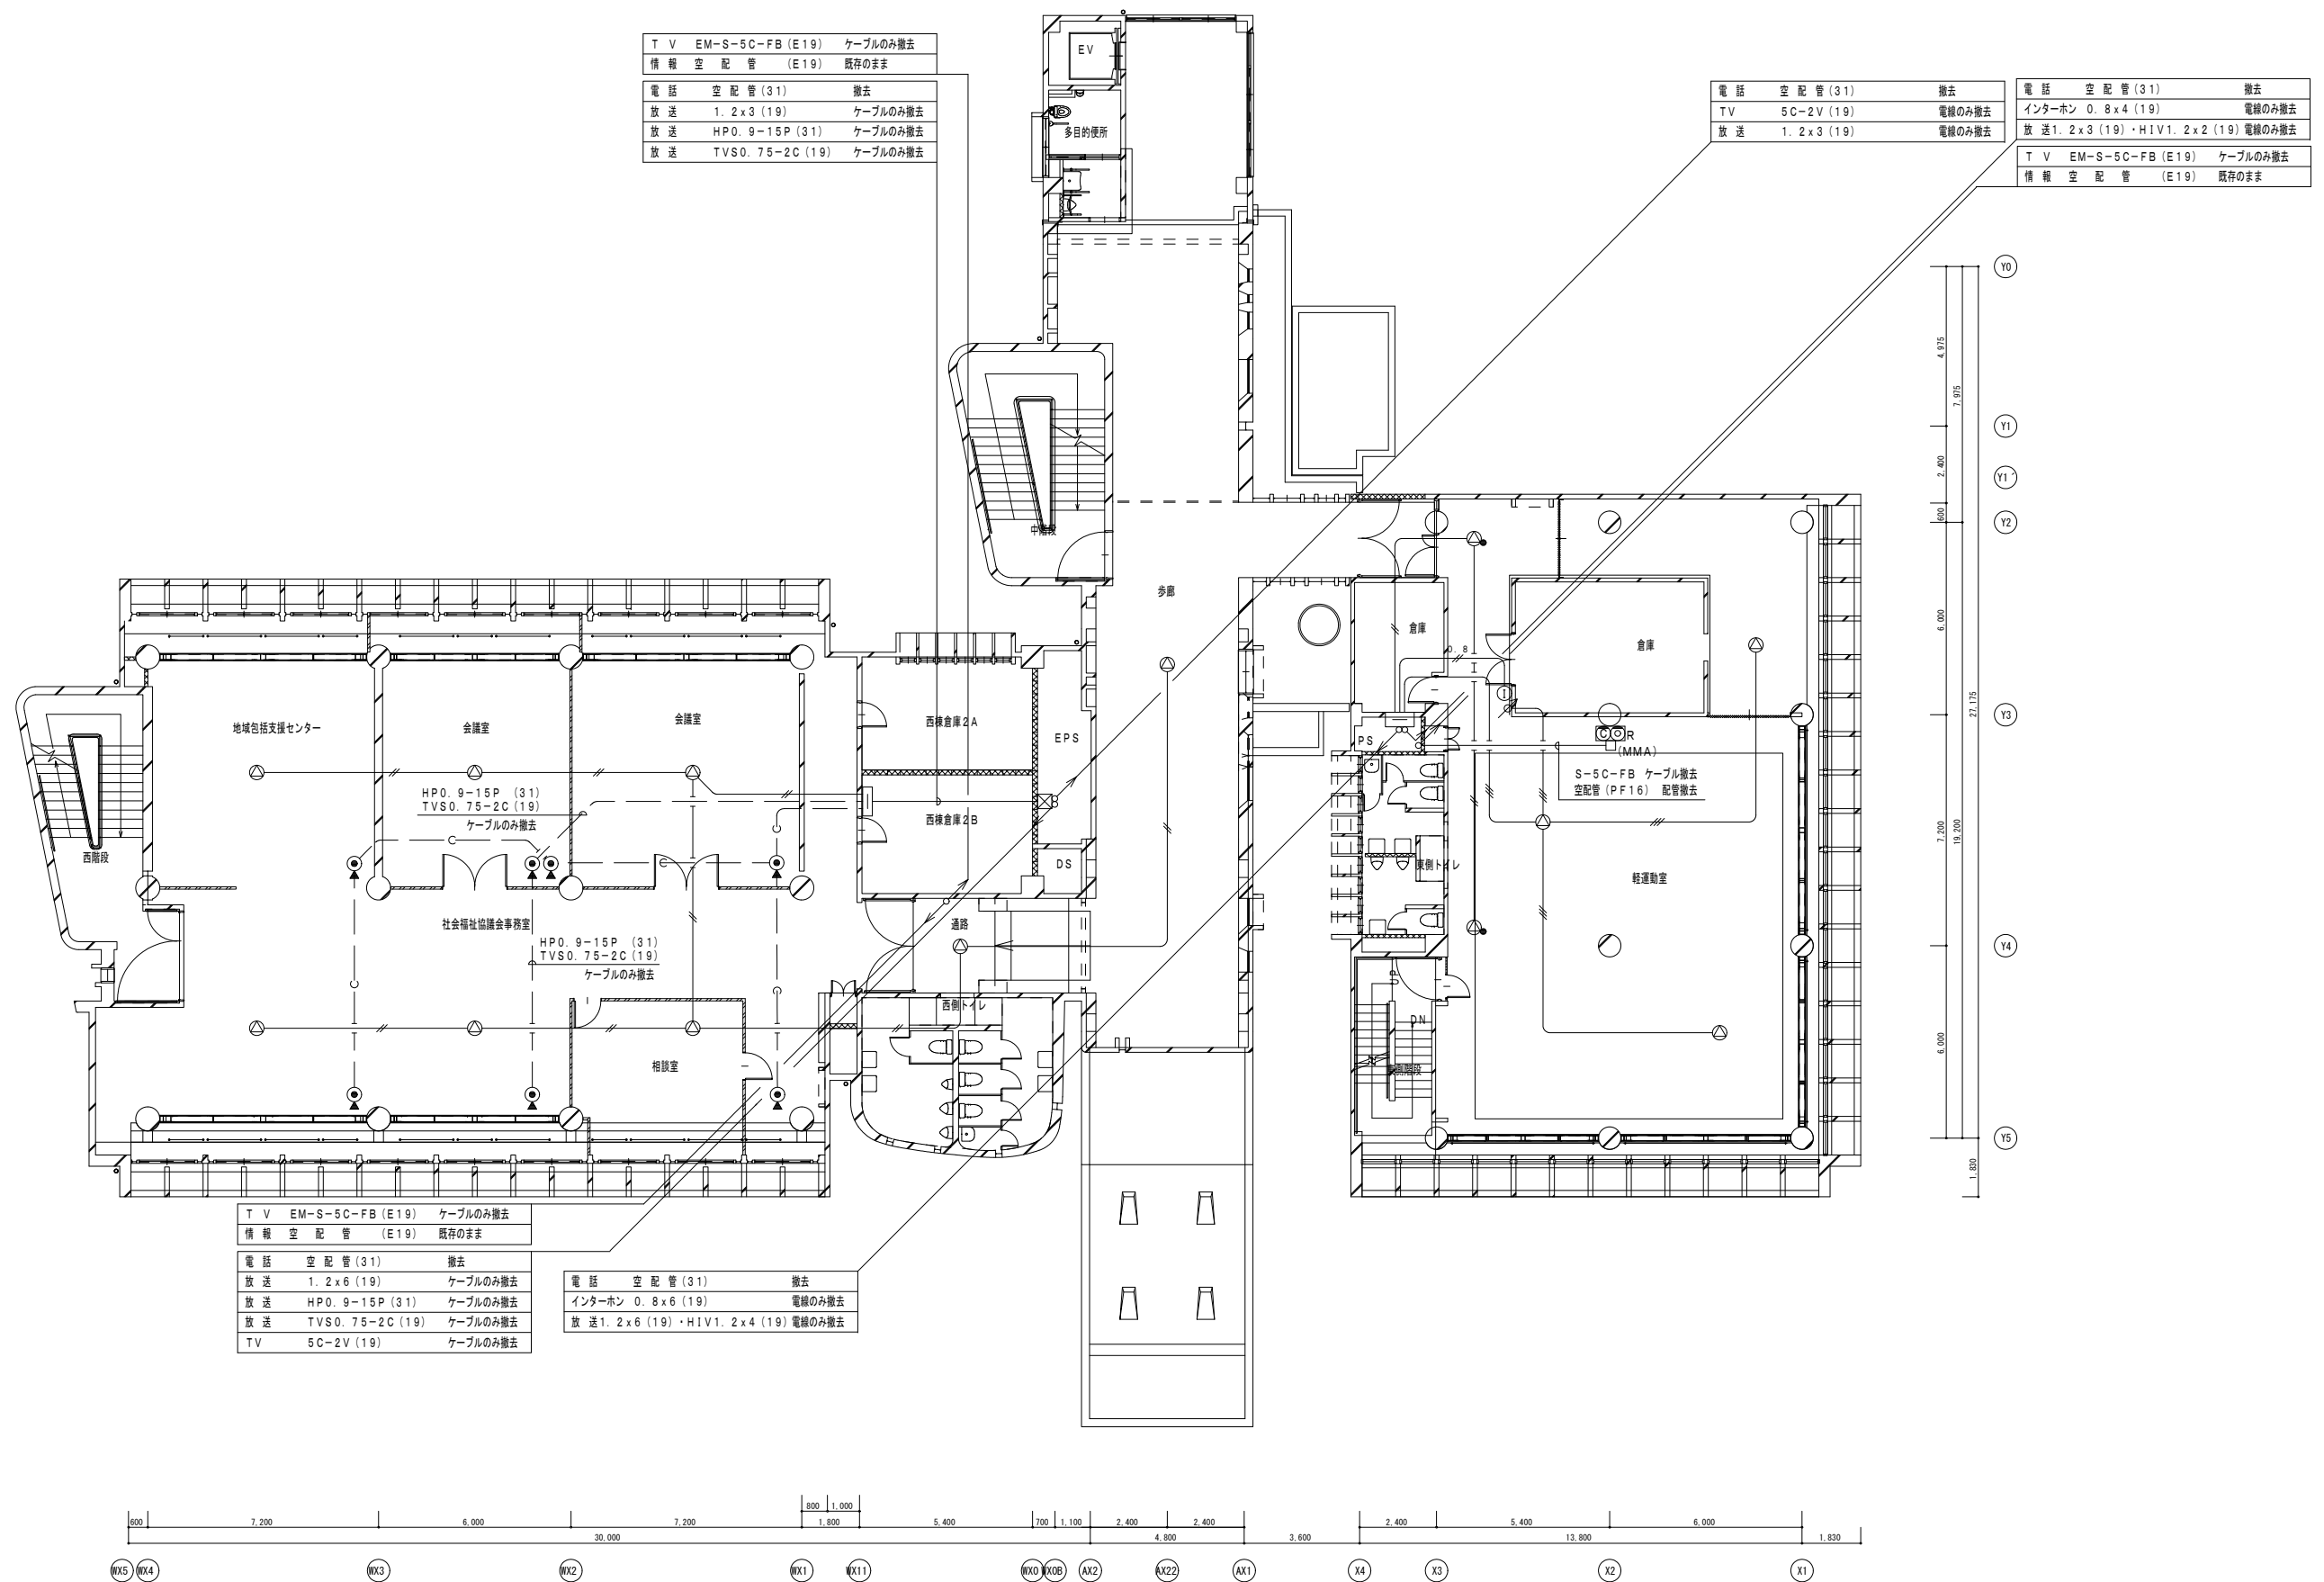 T V EM-S-5C-FB(E19) ケーブルのみ撤去
情 報 空 配 管 (E19) 既存のまま
電 話 空 配 管(31) 撤去
放 送 1.2x3(19) ケーブルのみ撤去
放 送 HP0.9-15P(31) ケーブルのみ撤去
放 送 TVS0.75-2C(19) ケーブルのみ撤去
電 話 空 配 管(31) 撤去
TV 5C-2V(19) 電線のみ撤去
放 送 1.2x3(19) 電線のみ撤去
電 話 空 配 管(31) 撤去
インターホン 0.8x4(19) 電線のみ撤去
放 送1.2x3(19)・HIV1.2x2(19)電線のみ撤去
T V EM-S-5C-FB(E19) ケーブルのみ撤去
情 報 空 配 管 (E19) 既存のまま
EV
多目的便所
中階段
歩廊
倉庫
倉庫
0.8
I
地域包括支援センター
会議室
会議室
西棟倉庫2A
EPS
PS
C
R
(MMA)
S-5C-FB ケーブル撤去
空配管(PF16) 配管撤去
HP0.9-15P (31)
TVS0.75-2C(19)
ケーブルのみ撤去
西棟倉庫2B
西階段
DS
東側トイレ
軽運動室
社会福祉協議会事務室
通路
HP0.9-15P (31)
TVS0.75-2C(19)
ケーブルのみ撤去
西側トイレ
UP
DN
相談室
東側階段
T V EM-S-5C-FB(E19) ケーブルのみ撤去
情 報 空 配 管 (E19) 既存のまま
電 話 空 配 管(31) 撤去
放 送 1.2x6(19) ケーブルのみ撤去
放 送 HP0.9-15P(31) ケーブルのみ撤去
放 送 TVS0.75-2C(19) ケーブルのみ撤去
TV 5C-2V(19) ケーブルのみ撤去
電 話 空 配 管(31) 撤去
インターホン 0.8x6(19) 電線のみ撤去
放 送1.2x6(19)・HIV1.2x4(19)電線のみ撤去
Y0
4,975
7,975
Y1
2,400
Y1'
600
Y2
6,000
27,175
Y3
7,200
19,200
Y4
6,000
Y5
1,830
800 1,000
600 7,200 6,000 7,200 1,800 5,400 700 1,100 2,400 2,400 2,400 5,400 6,000
30,000 4,800 3,600 13,800 1,830
WX5 WX4 WX3 WX2 WX1 WX11 WX0 WX0B AX2 AX22 AX1 X4 X3 X2 X1